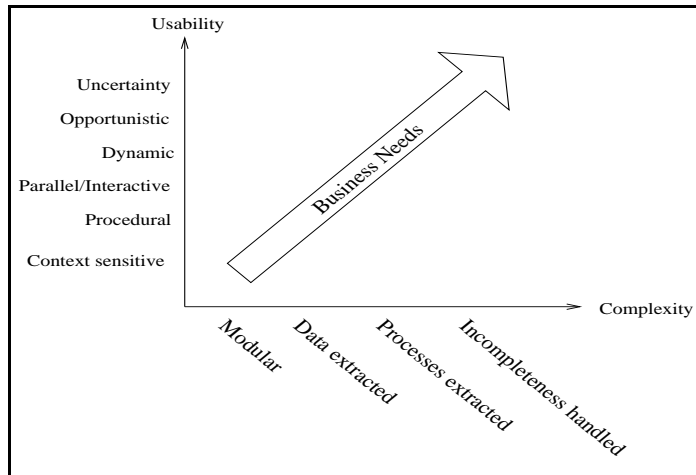 Usability
Uncertainty
Opportunistic
Dynamic
Parallel/Interactive
Procedural
Context sensitive
Business Needs
Complexity
Modular
Data extracted
Processes extracted
Incompleteness handled